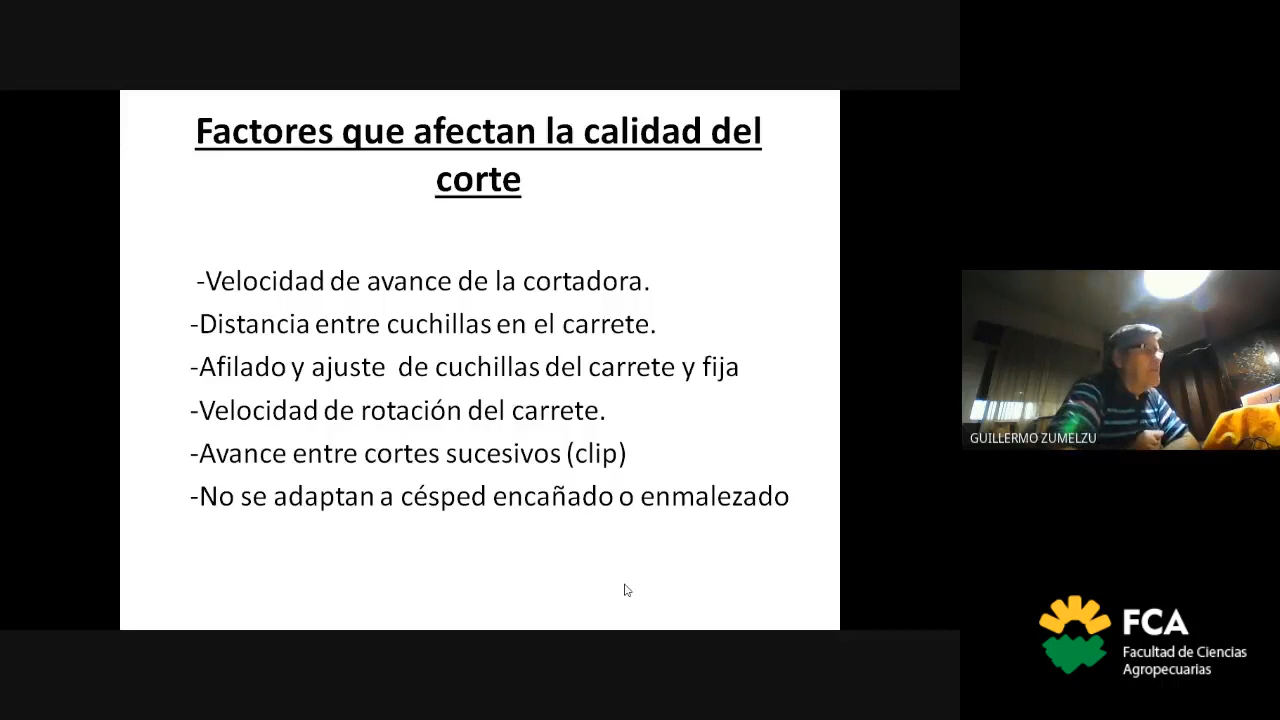 Factores que afectan la calidad del
corte
-Velocidad de avance de la cortadora.
-Distancia entre cuchillas en el carrete.
-Afilado y ajuste  de cuchillas del carrete y fija
-Velocidad de rotación del carrete.
-Avance entre cortes sucesivos (clip)
-No se adaptan a césped encañado o enmalezado
GUILLERMO ZUMELZU
FCA
Facultad de Ciencias
Agropecuarias